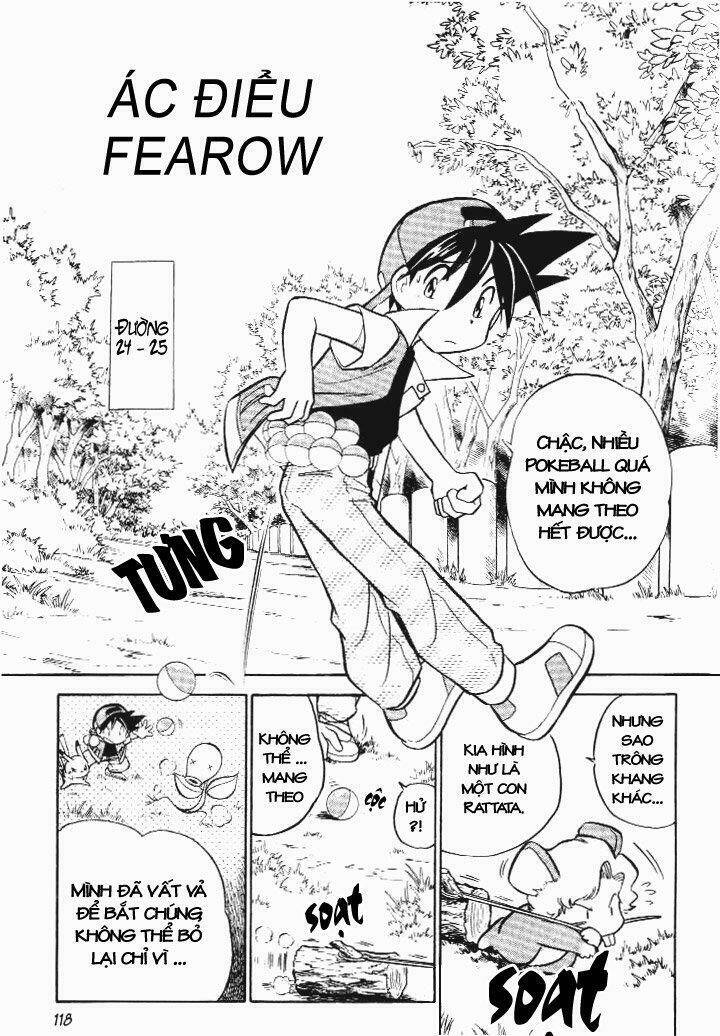 ÁC ĐIỂU
FEAROW
ĐƯỜNG
24 - 25
CHẬC, NHIỀU
POKEBALL QUÁ
MÌNH KHÔNG
MANG THEO
HẾT ĐƯỢC...
TƯNG
MÌNH ĐÃ VẤT VẢ
ĐỂ BẮT CHÚNG,
KHÔNG THỂ BỎ
LẠI CHỈ VÌ ...
KHÔNG
THỂ ...
MANG
THEO
CỘC
HỬ
?!
SOẠT
KIA HÌNH
NHƯ LÀ
MỘT CON
RATTATA.
NHƯNG
SAO
TRÔNG
KHANG
KHÁC...
SOẠT
118